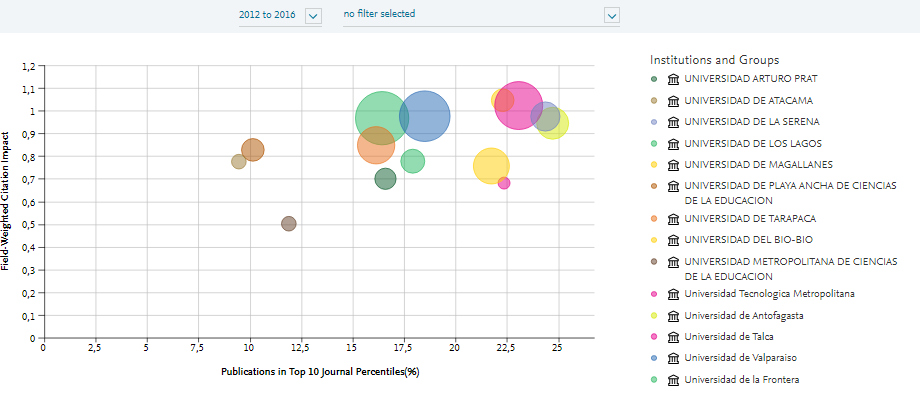 2012 to 2016
no filter selected
Institutions and Groups
UNIVERSIDAD ARTURO PRAT
UNIVERSIDAD DE ATACAMA
UNIVERSIDAD DE LA SERENA
UNIVERSIDAD DE LOS LAGOS
UNIVERSIDAD DE MAGALLANES
UNIVERSIDAD DE PLAYA ANCHA DE CIENCIAS
DE LA EDUCACION
UNIVERSIDAD DE TARAPACA
UNIVERSIDAD DEL BIO-BIO
UNIVERSIDAD METROPOLITANA DE CIENCIAS
DE LA EDUCACION
Universidad Tecnologica Metropolitana
Universidad de Antofagasta
Universidad de Talca
Universidad de Valparaiso
Universidad de la Frontera
Field-Weighted Citation Impact
1,2
1,1
1
0,9
0,8
0,7
0,6
0,5
0,4
0,3
0,2
0,1
0
0 2,5 5 7,5 10 12,5 15 17,5 20 22,5 25
Publications in Top 10 Journal Percentiles(%)